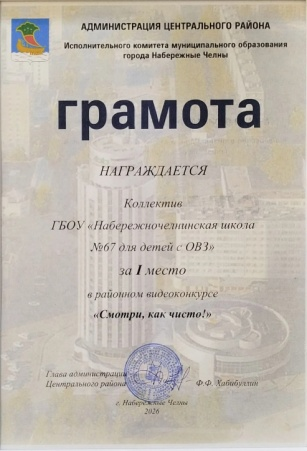 АДМИНИСТРАЦИЯ ЦЕНТРАЛЬНОГО РАЙОНА
Исполнительного комитета муниципального образования
города Набережные Челны
грамота
НАГРАЖДАЕТСЯ
Коллектив
ГБОУ «Набережночелнинская школа
№67 для детей с ОВЗ»
за I место
в районном видеоконкурсе
«Смотри, как чисто!»
Глава администрации
Центрального района
Ф.Ф. Хабибуллин
г. Набережные Челны
2026